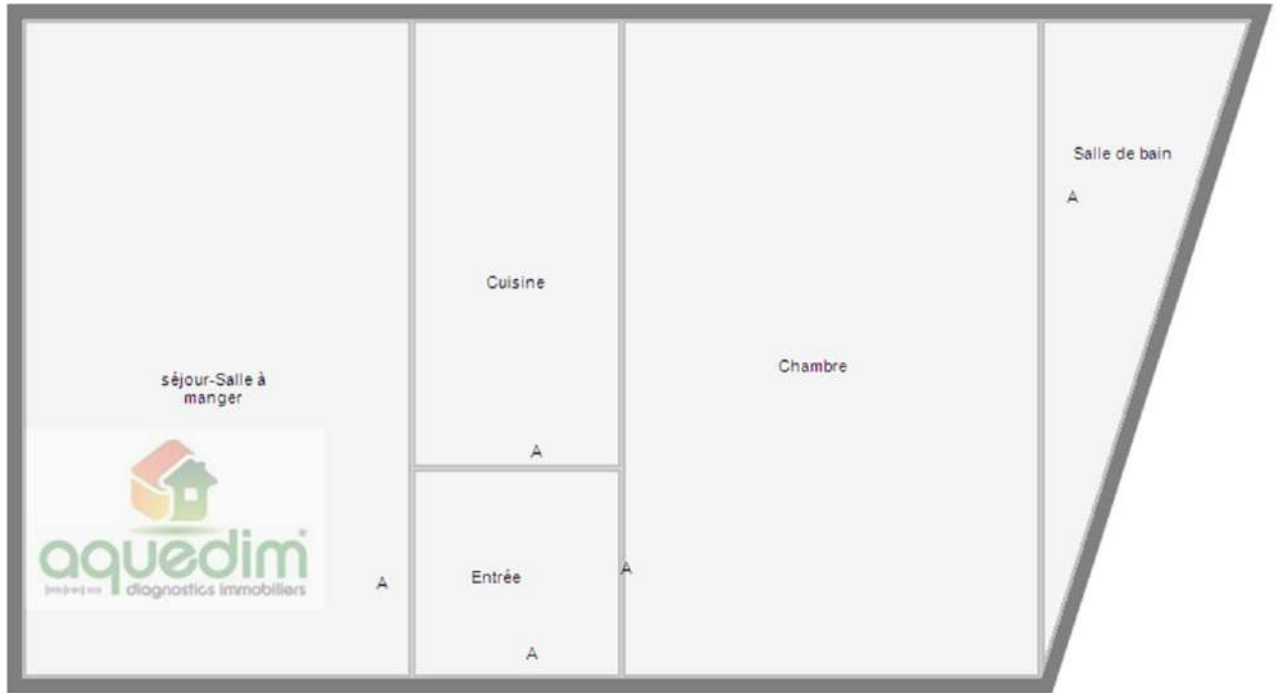 Salle de bain
A
Cuisine
Chambre
séjour-Salle à
manger
A
aquedim
diagnostics immobiliers
A
Entrée
A
A